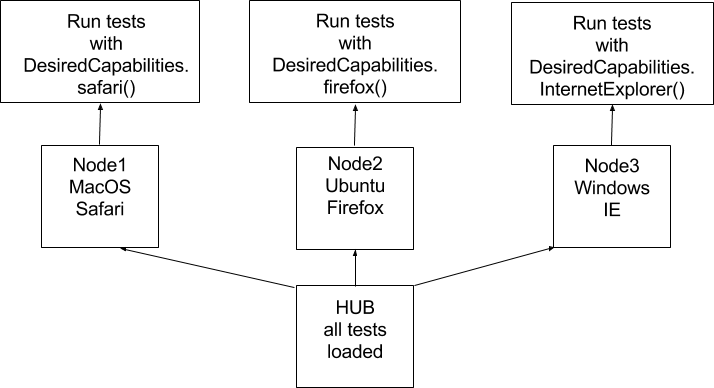 Run tests
with
DesiredCapabilities.
safari()
Run tests
with
DesiredCapabilities.
firefox()
Run tests
with
DesiredCapabilities.
InternetExplorer()
Node1
MacOS
Safari
Node2
Ubuntu
Firefox
Node3
Windows
IE
HUB
all tests
loaded